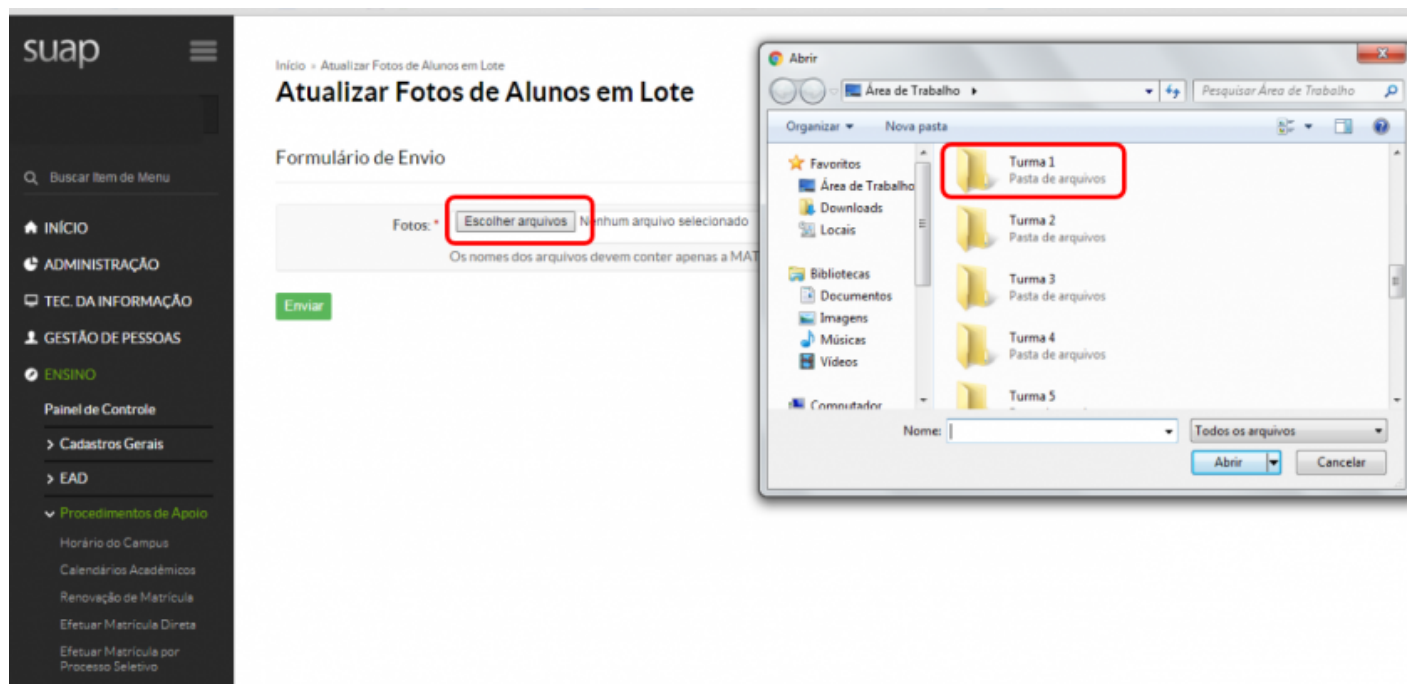 suap
Buscar Item de Menu
INÍCIO
ADMINISTRAÇÃO
TEC. DA INFORMAÇÃO
GESTÃO DE PESSOAS
ENSINO
Painel de Controle
Cadastros Gerais
EAD
Procedimentos de Apoio
Horário do Campus
Calendários Acadêmicos
Renovação de Matrícula
Efetuar Matrícula Direta
Efetuar Matrícula por
Processo Seletivo
Início » Atualizar Fotos de Alunos em Lote
Atualizar Fotos de Alunos em Lote
Formulário de Envio
Fotos: * Escolher arquivos Nenhum arquivo selecionado
Os nomes dos arquivos devem conter apenas a MAT
Enviar
Abrir
Área de Trabalho
Pesquisar Área de Trabalho
Organizar Nova pasta
Favoritos
Área de Trabalho
Downloads
Locais
Bibliotecas
Documentos
Imagens
Músicas
Vídeos
Computador
Turma 1
Pasta de arquivos
Turma 2
Pasta de arquivos
Turma 3
Pasta de arquivos
Turma 4
Pasta de arquivos
Turma 5
Nome: Todos os arquivos
Abrir Cancelar